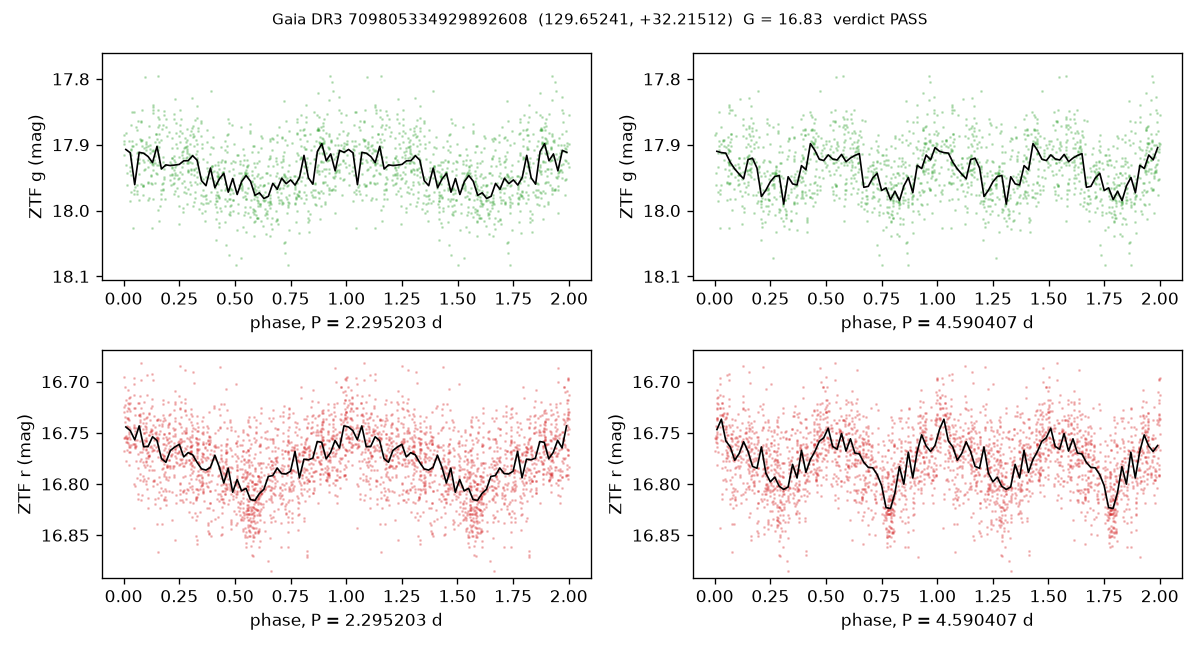 Gaia DR3 709805334929892608  (129.65241, +32.21512)  G = 16.83  verdict PASS
ZTF g (mag)
17.8
17.9
18.0
18.1
0.00 0.25 0.50 0.75 1.00 1.25 1.50 1.75 2.00
phase, P = 2.295203 d
ZTF g (mag)
17.8
17.9
18.0
18.1
0.00 0.25 0.50 0.75 1.00 1.25 1.50 1.75 2.00
phase, P = 4.590407 d
ZTF r (mag)
16.70
16.75
16.80
16.85
0.00 0.25 0.50 0.75 1.00 1.25 1.50 1.75 2.00
phase, P = 2.295203 d
ZTF r (mag)
16.70
16.75
16.80
16.85
0.00 0.25 0.50 0.75 1.00 1.25 1.50 1.75 2.00
phase, P = 4.590407 d